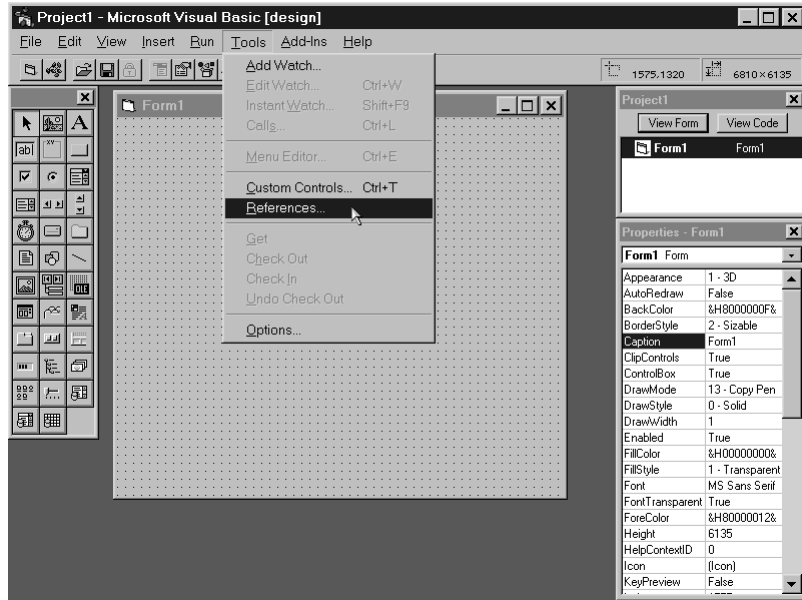 Project1 - Microsoft Visual Basic [design]
File Edit View Insert Run Tools Add-Ins Help
1575,1320 6810×6135
Add Watch...
Edit Watch... Ctrl+W
Instant Watch... Shift+F9
Calls... Ctrl+L
Menu Editor... Ctrl+E
Custom Controls... Ctrl+T
References...
Get
Check Out
Check In
Undo Check Out
Options...
A
ab
XY
OLE
Form1
Project1
View Form View Code
Form1 Form1
Properties - Form1
Form1 Form
Appearance 1 - 3D
AutoRedraw False
BackColor &H8000000F&
BorderStyle 2 - Sizable
Caption Form1
ClipControls True
ControlBox True
DrawMode 13 - Copy Pen
DrawStyle 0 - Solid
DrawWidth 1
Enabled True
FillColor &H00000000&
FillStyle 1 - Transparent
Font MS Sans Serif
FontTransparent True
ForeColor &H80000012&
Height 6135
HelpContextID 0
Icon (Icon)
KeyPreview False